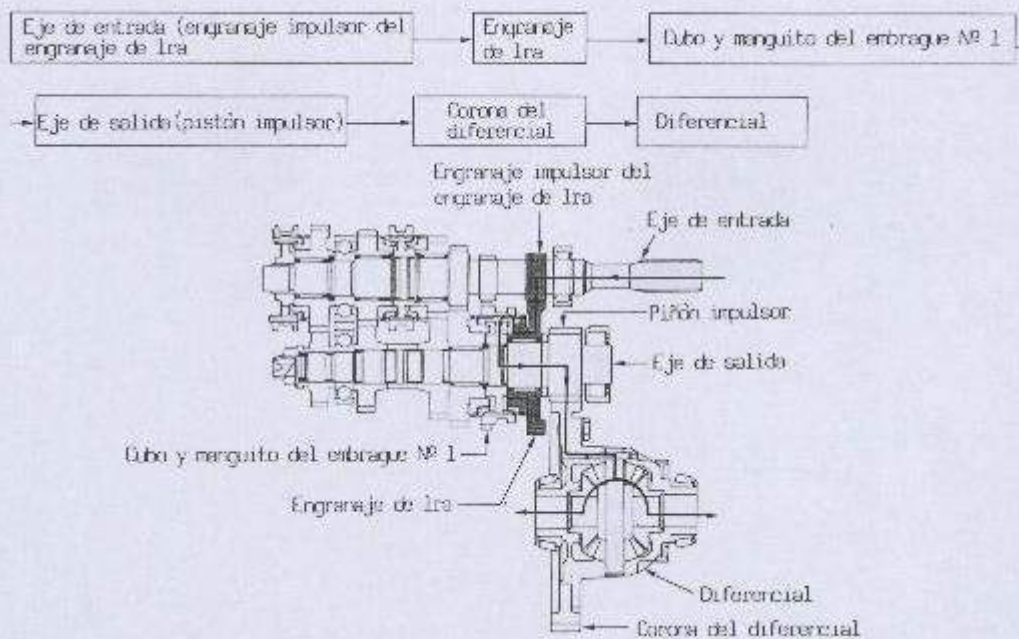 Eje de entrada (engranaje impulsor del
engranaje de 1ra
Engranaje
de 1ra
Cubo y manguito del embrague Nº 1
Eje de salida(pistón impulsor)
Corona del
diferencial
Diferencial
Engranaje impulsor del
engranaje de 1ra
Eje de entrada
Piñón impulsor
Eje de salida
Cubo y manguito del embrague Nº 1
Engranaje de 1ra
Diferencial
Corona del diferencial